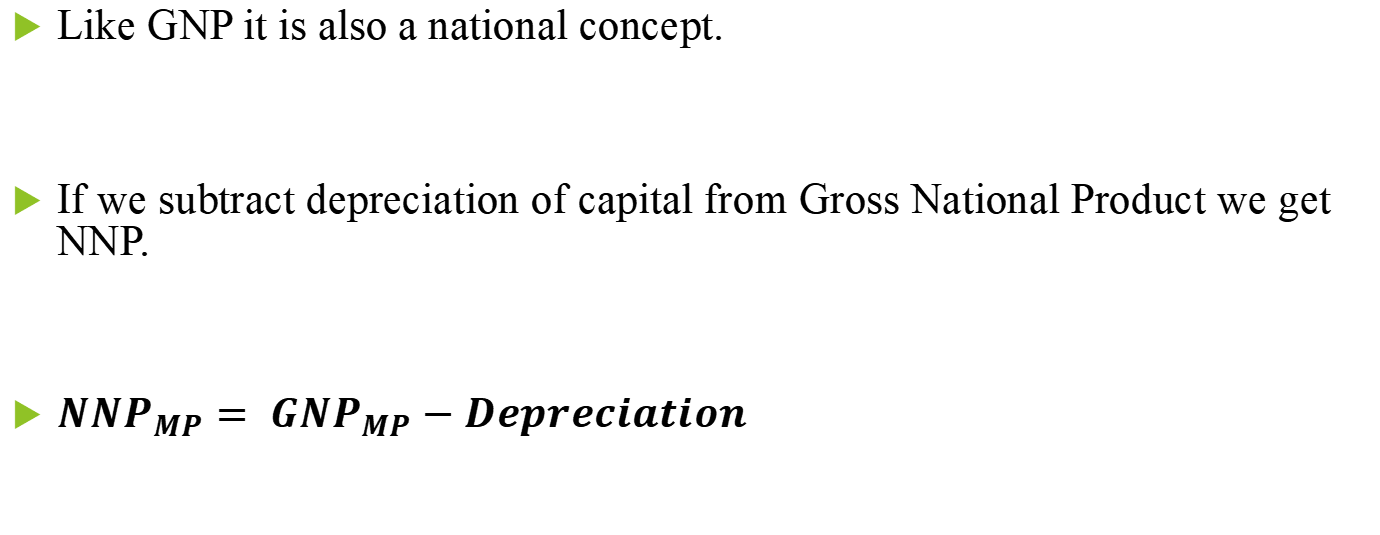 Like GNP it is also a national concept.
If we subtract depreciation of capital from Gross National Product we get
NNP.
NNP_MP = GNP_MP − Depreciation